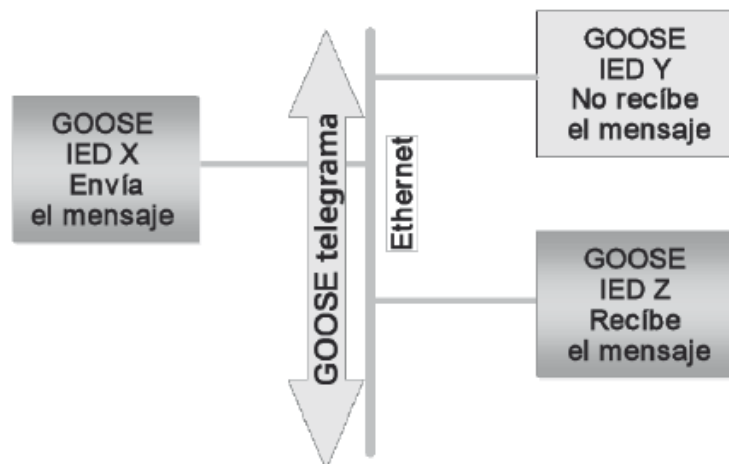 GOOSE
IED X
Envía
el mensaje
GOOSE telegrama
Ethernet
GOOSE
IED Y
No recíbe
el mensaje
GOOSE
IED Z
Recíbe
el mensaje